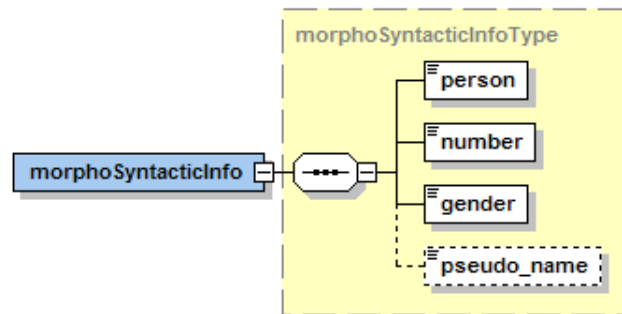 morphoSyntacticInfoType
person
number
morphoSyntacticInfo
gender
pseudo_name